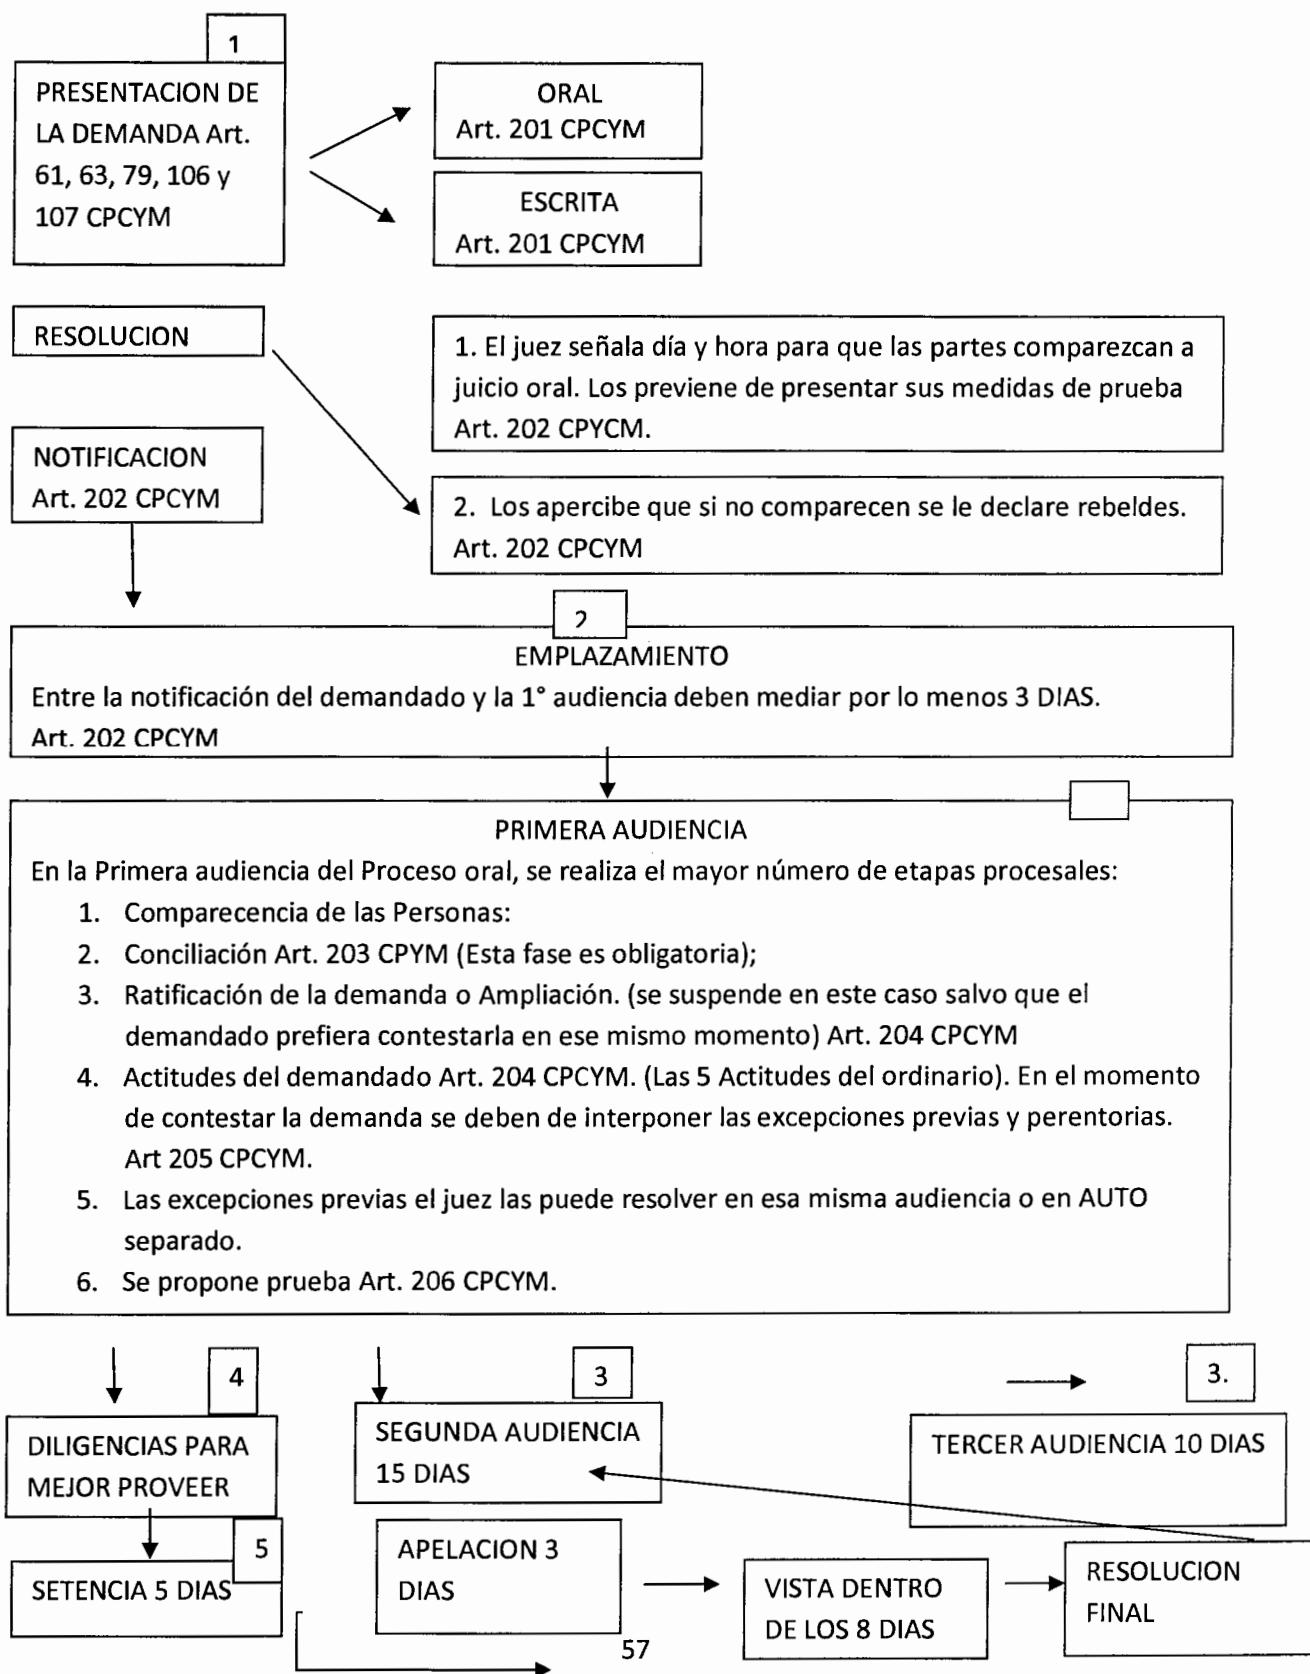 1
PRESENTACION DE
LA DEMANDA Art.
61, 63, 79, 106 y
107 CPCYM
ORAL
Art. 201 CPCYM
ESCRITA
Art. 201 CPCYM
RESOLUCION
1. El juez señala día y hora para que las partes comparezcan a
juicio oral. Los previene de presentar sus medidas de prueba
Art. 202 CPYCM.
NOTIFICACION
Art. 202 CPCYM
2. Los apercibe que si no comparecen se le declare rebeldes.
Art. 202 CPCYM
2
EMPLAZAMIENTO
Entre la notificación del demandado y la 1° audiencia deben mediar por lo menos 3 DIAS.
Art. 202 CPCYM
PRIMERA AUDIENCIA
En la Primera audiencia del Proceso oral, se realiza el mayor número de etapas procesales:
1. Comparecencia de las Personas:
2. Conciliación Art. 203 CPYM (Esta fase es obligatoria);
3. Ratificación de la demanda o Ampliación. (se suspende en este caso salvo que el
demandado prefiera contestarla en ese mismo momento) Art. 204 CPCYM
4. Actitudes del demandado Art. 204 CPCYM. (Las 5 Actitudes del ordinario). En el momento
de contestar la demanda se deben de interponer las excepciones previas y perentorias.
Art 205 CPCYM.
5. Las excepciones previas el juez las puede resolver en esa misma audiencia o en AUTO
separado.
6. Se propone prueba Art. 206 CPCYM.
4
3
3.
DILIGENCIAS PARA
MEJOR PROVEER
SEGUNDA AUDIENCIA
15 DIAS
TERCER AUDIENCIA 10 DIAS
5
SETENCIA 5 DIAS
APELACION 3
DIAS
VISTA DENTRO
DE LOS 8 DIAS
RESOLUCION
FINAL
57